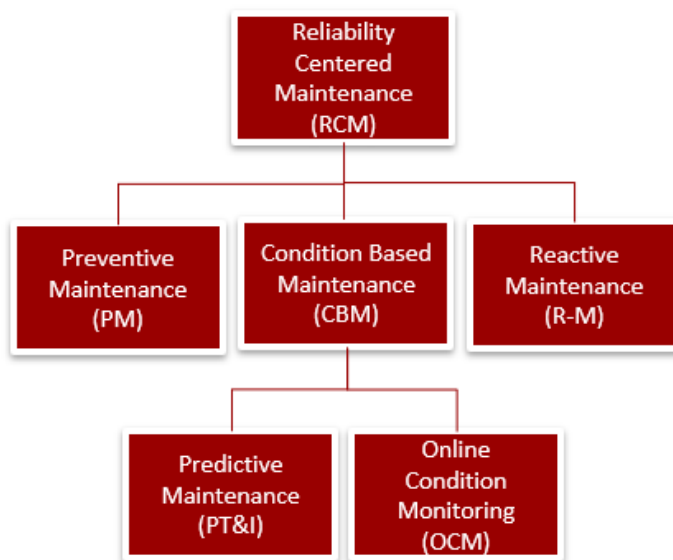 Reliability
Centered
Maintenance
(RCM)
Preventive
Maintenance
(PM)
Condition Based
Maintenance
(CBM)
Reactive
Maintenance
(R-M)
Predictive
Maintenance
(PT&I)
Online
Condition
Monitoring
(OCM)